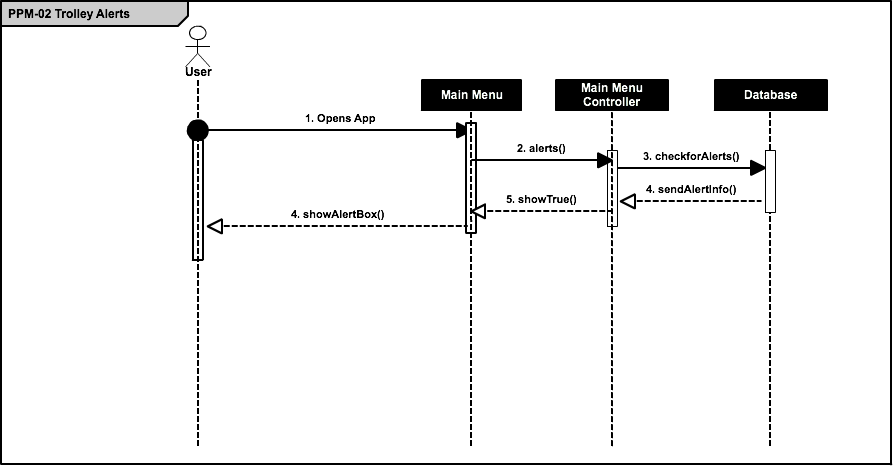 PPM-02 Trolley Alerts
User
Main Menu
Main Menu
Controller
Database
1. Opens App
2. alerts()
3. checkforAlerts()
4. sendAlertInfo()
5. showTrue()
4. showAlertBox()